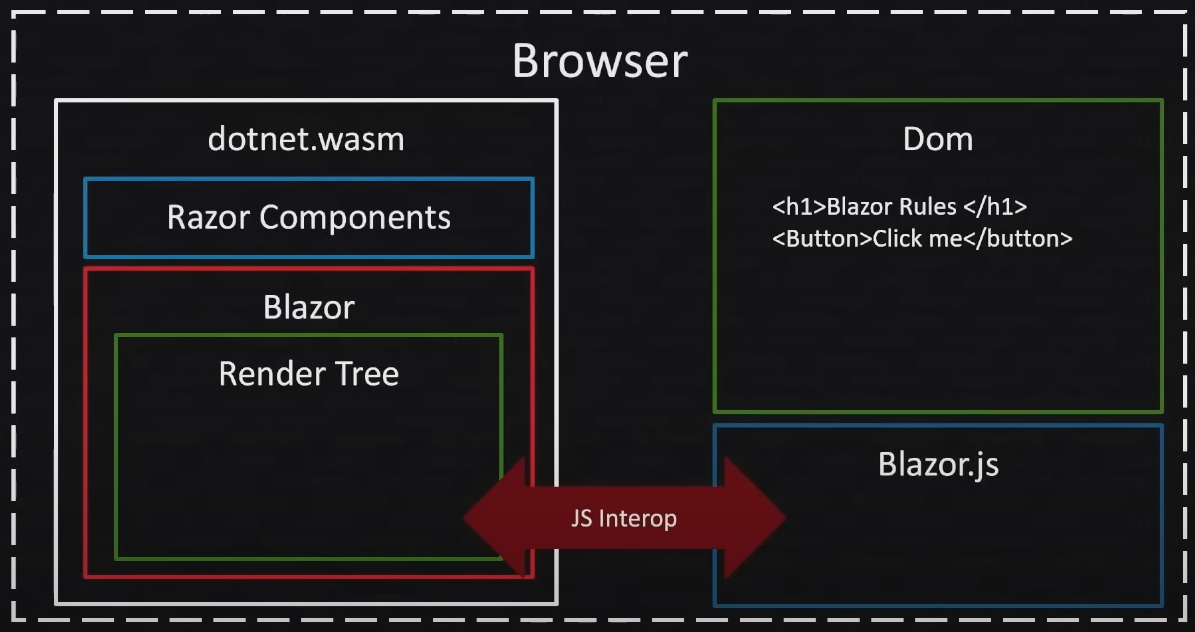 Browser
dotnet.wasm
Razor Components
Blazor
Render Tree
JS Interop
Dom
<h1>Blazor Rules </h1>
<Button>Click me</button>
Blazor.js